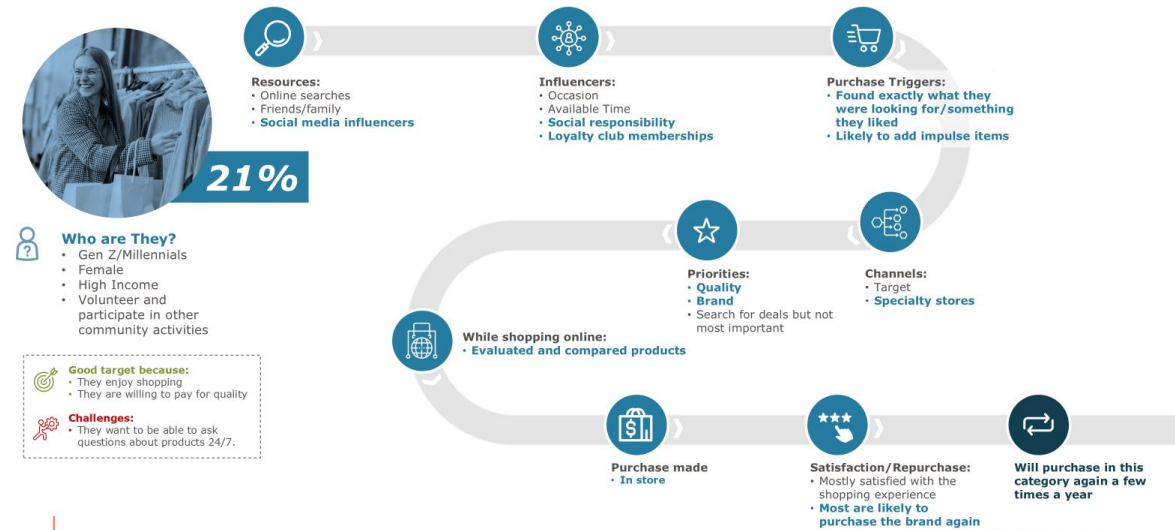 21%
Who are They?
• Gen Z/Millennials
• Female
• High Income
• Volunteer and
participate in other
community activities
Good target because:
• They enjoy shopping
• They are willing to pay for quality
Challenges:
• They want to be able to ask
questions about products 24/7.
Resources:
• Online searches
• Friends/family
• Social media influencers
Influencers:
• Occasion
• Available Time
• Social responsibility
• Loyalty club memberships
Purchase Triggers:
• Found exactly what they
were looking for/something
they liked
• Likely to add impulse items
Channels:
• Target
• Specialty stores
Priorities:
• Quality
• Brand
• Search for deals but not
most important
While shopping online:
• Evaluated and compared products
Purchase made
• In store
Satisfaction/Repurchase:
• Mostly satisfied with the
shopping experience
• Most are likely to
purchase the brand again
Will purchase in this
category again a few
times a year